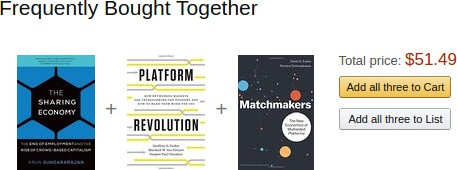 Frequently Bought Together
THE
SHARING
ECONOMY
THE END OF EMPLOYMENT AND THE
RISE OF CROWD-BASED CAPITALISM
ARUN SUNDARARAJAN
+
PLATFORM
HOW NETWORKED MARKETS
ARE TRANSFORMING THE ECONOMY AND
HOW TO MAKE THEM WORK FOR YOU
REVOLUTION
Geoffrey G. Parker
Marshall W. Van Alstyne
Sangeet Paul Choudary
+
David S. Evans
Richard Schmalensee
Matchmakers
The New
Economics of
Multisided
Platforms
Total price: $51.49
Add all three to Cart
Add all three to List